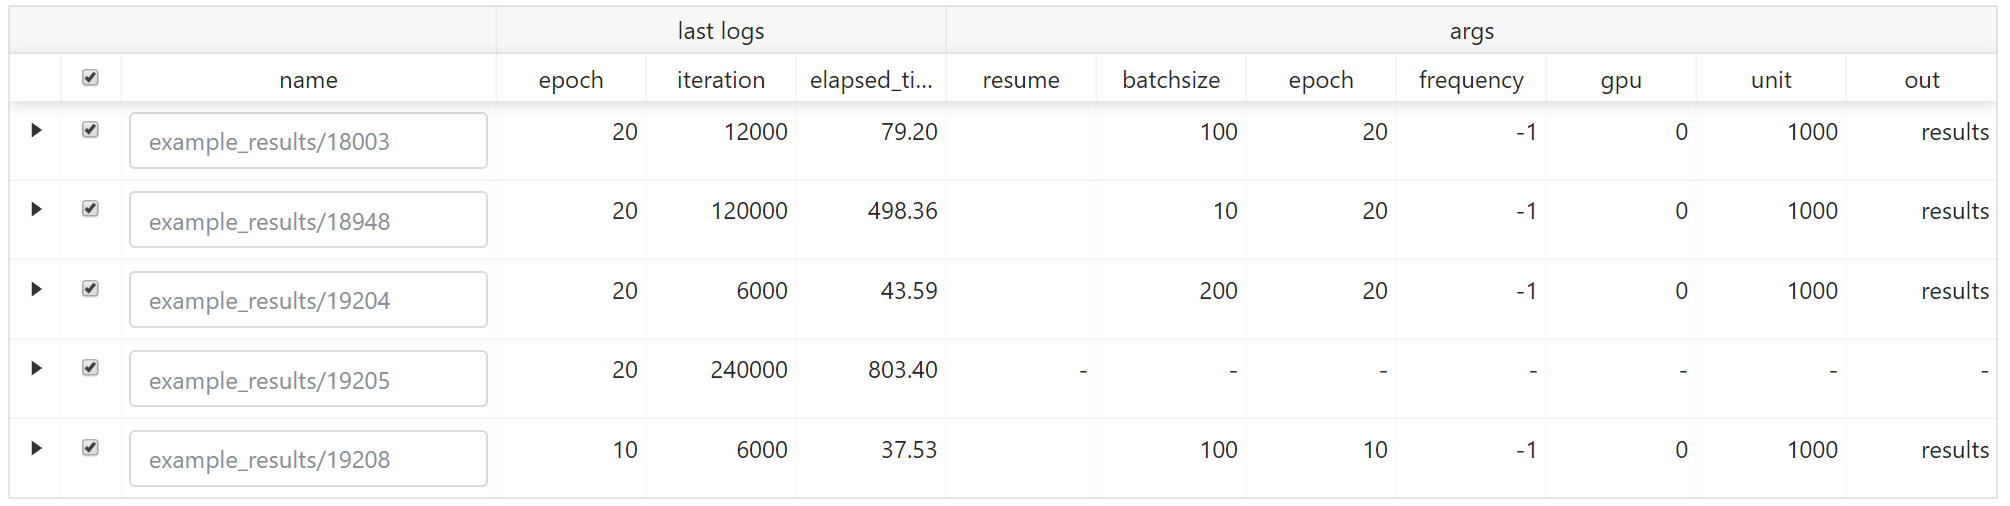 last logs args
name epoch iteration elapsed_ti... resume batchsize epoch frequency gpu unit out
example_results/18003 20 12000 79.20 100 20 -1 0 1000 results
example_results/18948 20 120000 498.36 10 20 -1 0 1000 results
example_results/19204 20 6000 43.59 200 20 -1 0 1000 results
example_results/19205 20 240000 803.40 - - - - - - -
example_results/19208 10 6000 37.53 100 10 -1 0 1000 results